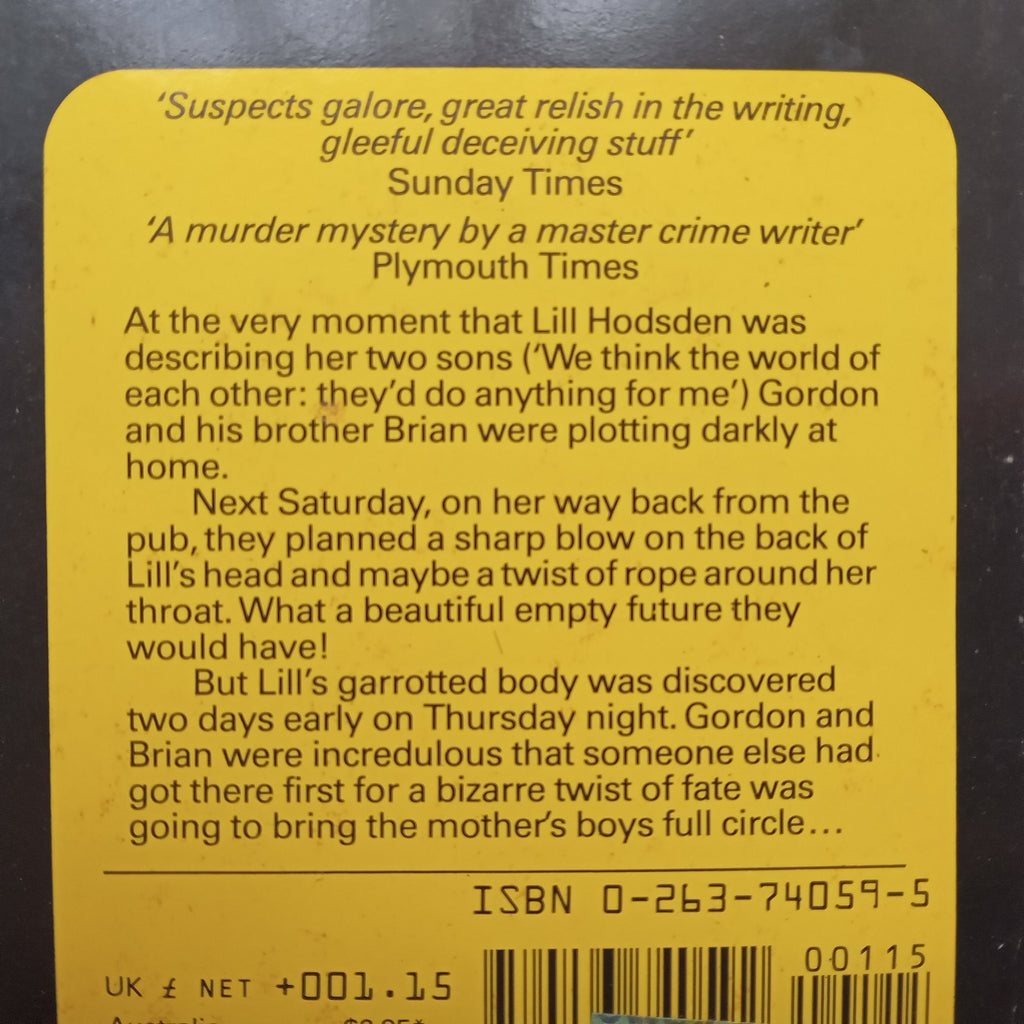 ‘Suspects galore, great relish in the writing,
gleeful deceiving stuff’
Sunday Times
‘A murder mystery by a master crime writer’
Plymouth Times
At the very moment that Lill Hodsden was
describing her two sons (‘We think the world of
each other: they’d do anything for me’) Gordon
and his brother Brian were plotting darkly at
home.
Next Saturday, on her way back from the
pub, they planned a sharp blow on the back of
Lill’s head and maybe a twist of rope around her
throat. What a beautiful empty future they
would have!
But Lill’s garrotted body was discovered
two days early on Thursday night. Gordon and
Brian were incredulous that someone else had
got there first for a bizarre twist of fate was
going to bring the mother’s boys full circle...
ISBN 0-263-74059-5
00115
UK £ NET +001.15